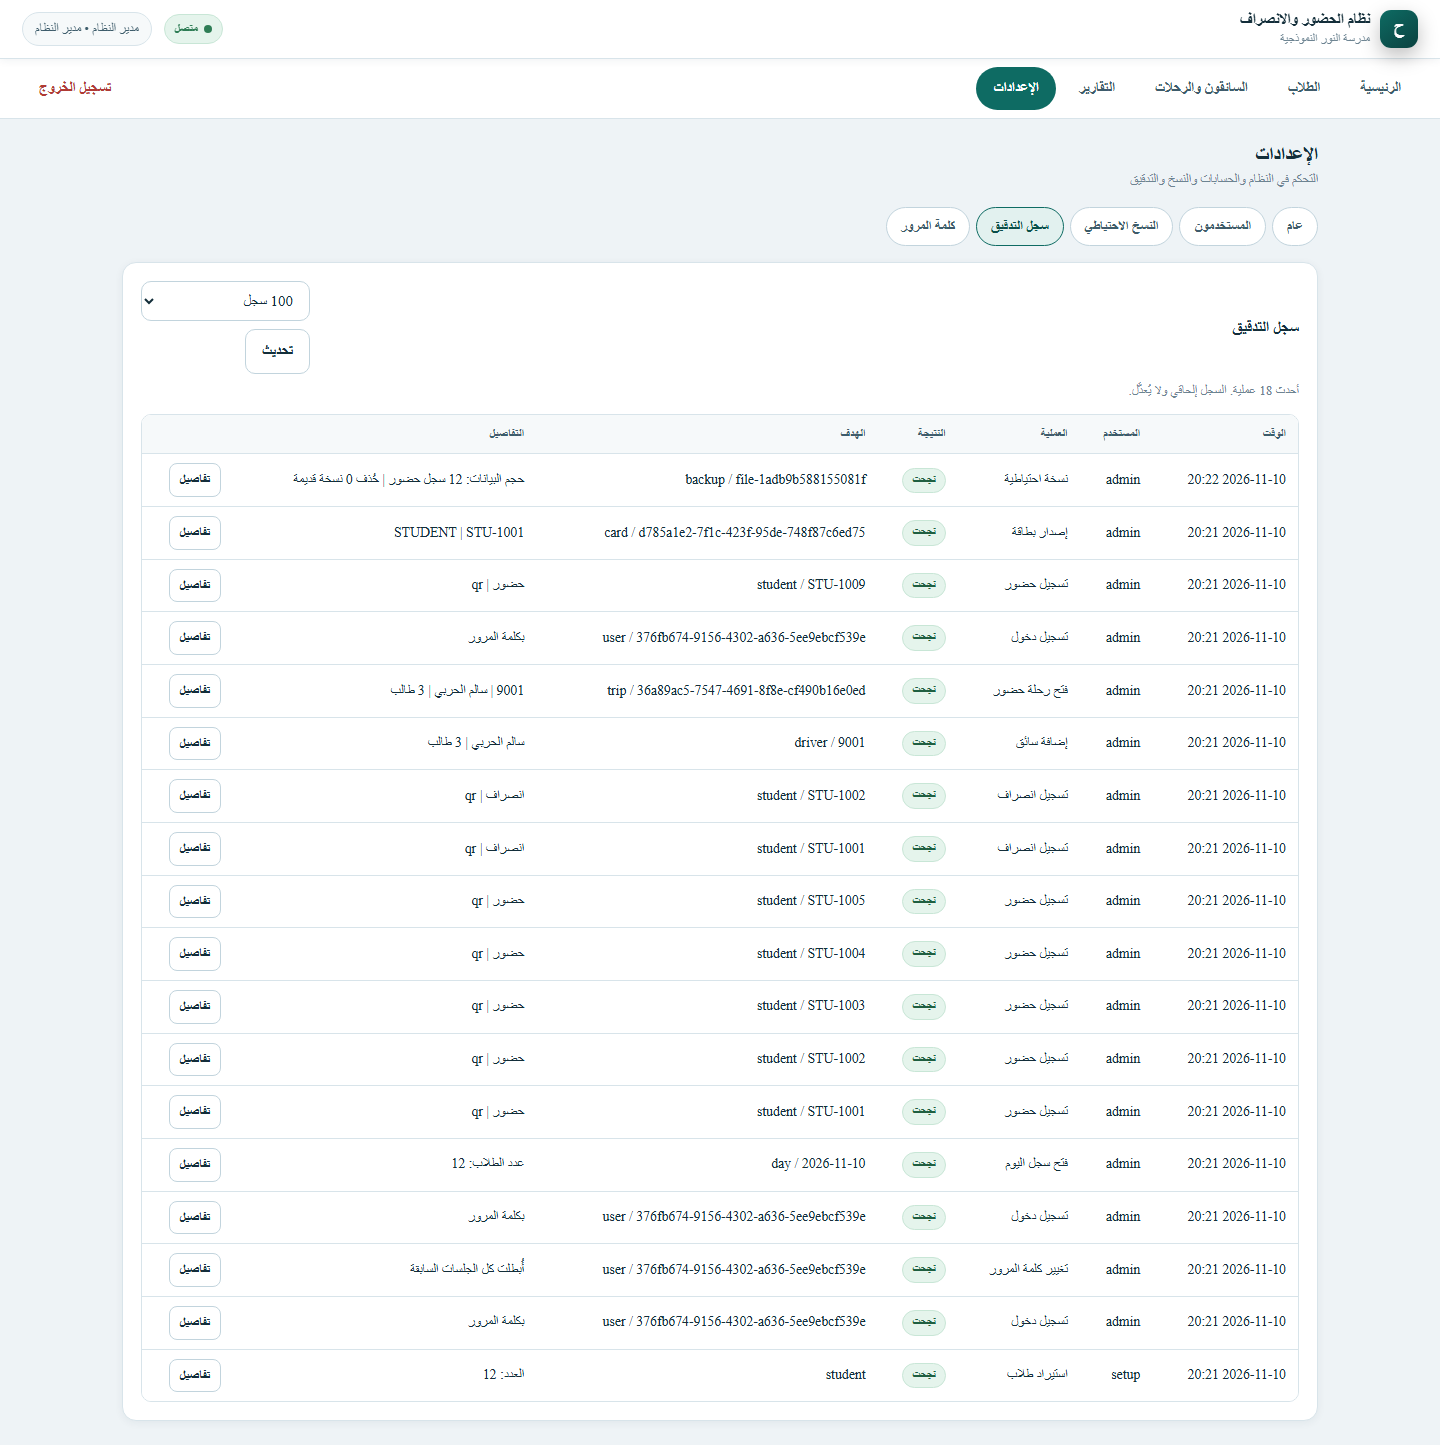 ح
نظام الحضور والانصراف
مدرسة النور النموذجية
متصل
مدير النظام • مدير النظام
الرئيسية
الطلاب
السائقون والرحلات
التقارير
الإعدادات
تسجيل الخروج
الإعدادات
التحكم في النظام والحسابات والنسخ والتدقيق
عام
المستخدمون
النسخ الاحتياطي
سجل التدقيق
كلمة المرور
سجل التدقيق
100 سجل
تحديث
أحدث 18 عملية. السجل إلحاقي ولا يُعدَّل.
الوقت المستخدم العملية النتيجة الهدف التفاصيل
2026-11-10 20:22 admin نسخة احتياطية نجحت backup / file-1adb9b588155081f حجم البيانات: 12 سجل حضور | حُذف 0 نسخة قديمة تفاصيل
2026-11-10 20:21 admin إصدار بطاقة نجحت card / d785a1e2-7f1c-423f-95de-748f87c6ed75 STUDENT | STU-1001 تفاصيل
2026-11-10 20:21 admin تسجيل حضور نجحت student / STU-1009 حضور | qr تفاصيل
2026-11-10 20:21 admin تسجيل دخول نجحت user / 376fb674-9156-4302-a636-5ee9ebcf539e بكلمة المرور تفاصيل
2026-11-10 20:21 admin فتح رحلة حضور نجحت trip / 36a89ac5-7547-4691-8f8e-cf490b16e0ed 9001 | سالم الحربي | 3 طالب تفاصيل
2026-11-10 20:21 admin إضافة سائق نجحت driver / 9001 سالم الحربي | 3 طالب تفاصيل
2026-11-10 20:21 admin تسجيل انصراف نجحت student / STU-1002 انصراف | qr تفاصيل
2026-11-10 20:21 admin تسجيل انصراف نجحت student / STU-1001 انصراف | qr تفاصيل
2026-11-10 20:21 admin تسجيل حضور نجحت student / STU-1005 حضور | qr تفاصيل
2026-11-10 20:21 admin تسجيل حضور نجحت student / STU-1004 حضور | qr تفاصيل
2026-11-10 20:21 admin تسجيل حضور نجحت student / STU-1003 حضور | qr تفاصيل
2026-11-10 20:21 admin تسجيل حضور نجحت student / STU-1002 حضور | qr تفاصيل
2026-11-10 20:21 admin تسجيل حضور نجحت student / STU-1001 حضور | qr تفاصيل
2026-11-10 20:21 admin فتح سجل اليوم نجحت day / 2026-11-10 عدد الطلاب: 12 تفاصيل
2026-11-10 20:21 admin تسجيل دخول نجحت user / 376fb674-9156-4302-a636-5ee9ebcf539e بكلمة المرور تفاصيل
2026-11-10 20:21 admin تغيير كلمة المرور نجحت user / 376fb674-9156-4302-a636-5ee9ebcf539e أُبطلت كل الجلسات السابقة تفاصيل
2026-11-10 20:21 admin تسجيل دخول نجحت user / 376fb674-9156-4302-a636-5ee9ebcf539e بكلمة المرور تفاصيل
2026-11-10 20:21 setup استيراد طلاب نجحت student العدد: 12 تفاصيل